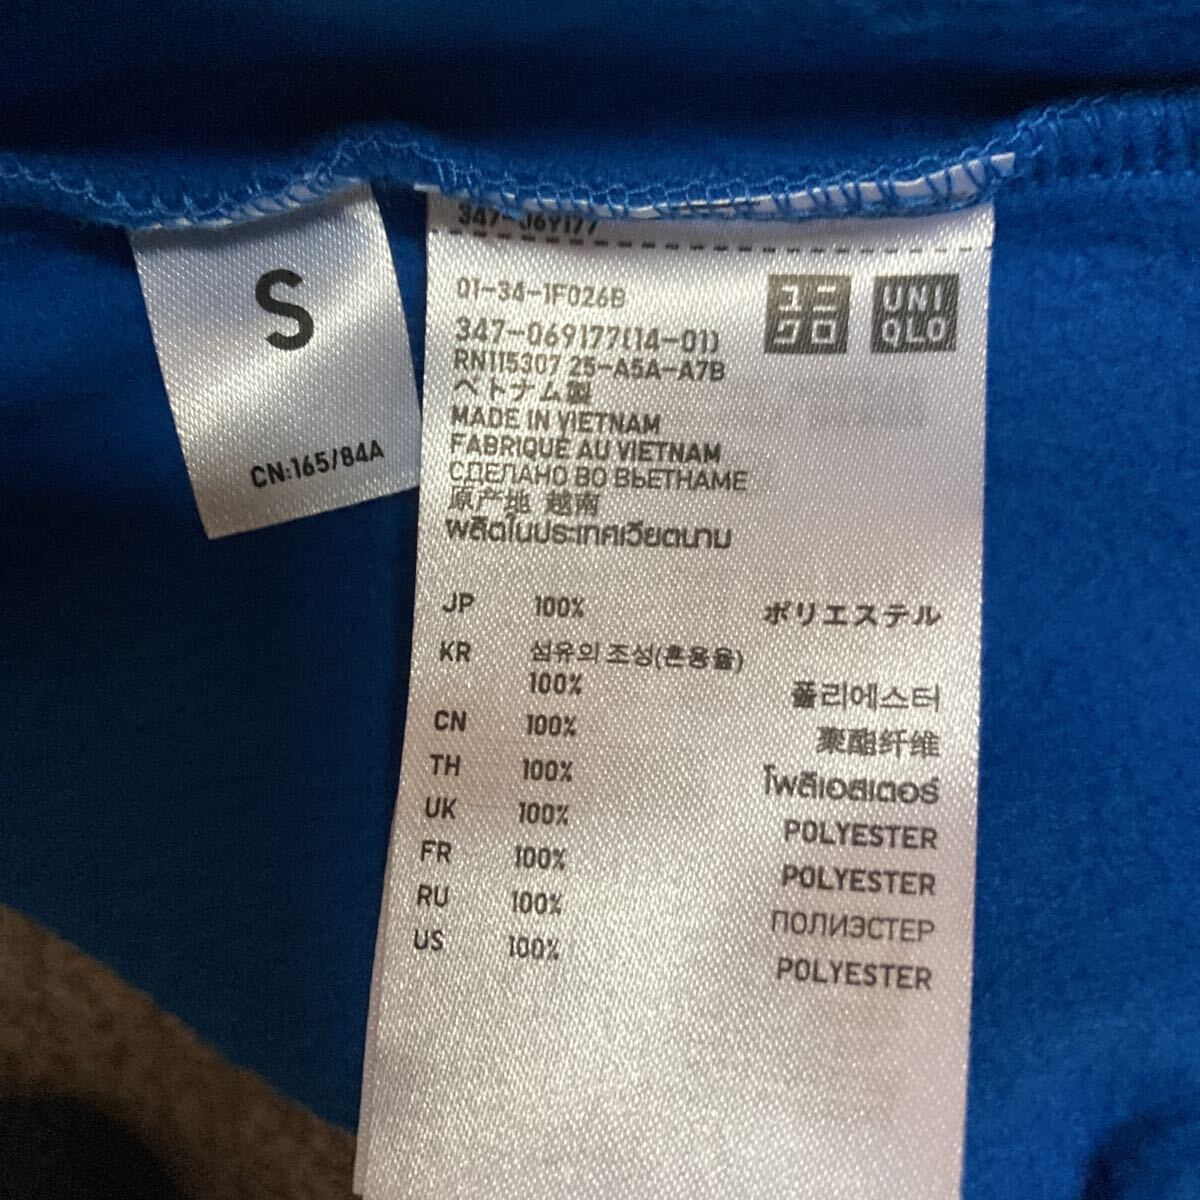 S
CN:165/84A
347-069177
01-34-1F026B
ユニ
クロ
UNI
QLO
347-069177(14-01)
RN115307 25-A5A-A7B
ベトナム製
MADE IN VIETNAM
FABRIQUE AU VIETNAM
СДЕЛАНО ВО ВЬЕТНАМЕ
原产地 越南
ผลิตในประเทศเวียดนาม
JP 100% ポリエステル
KR 섬유의 조성(혼용율)
100% 폴리에스터
CN 100% 聚酯纤维
TH 100% โพลีเอสเตอร์
UK 100% POLYESTER
FR 100% POLYESTER
RU 100% ПОЛИЭСТЕР
US 100% POLYESTER